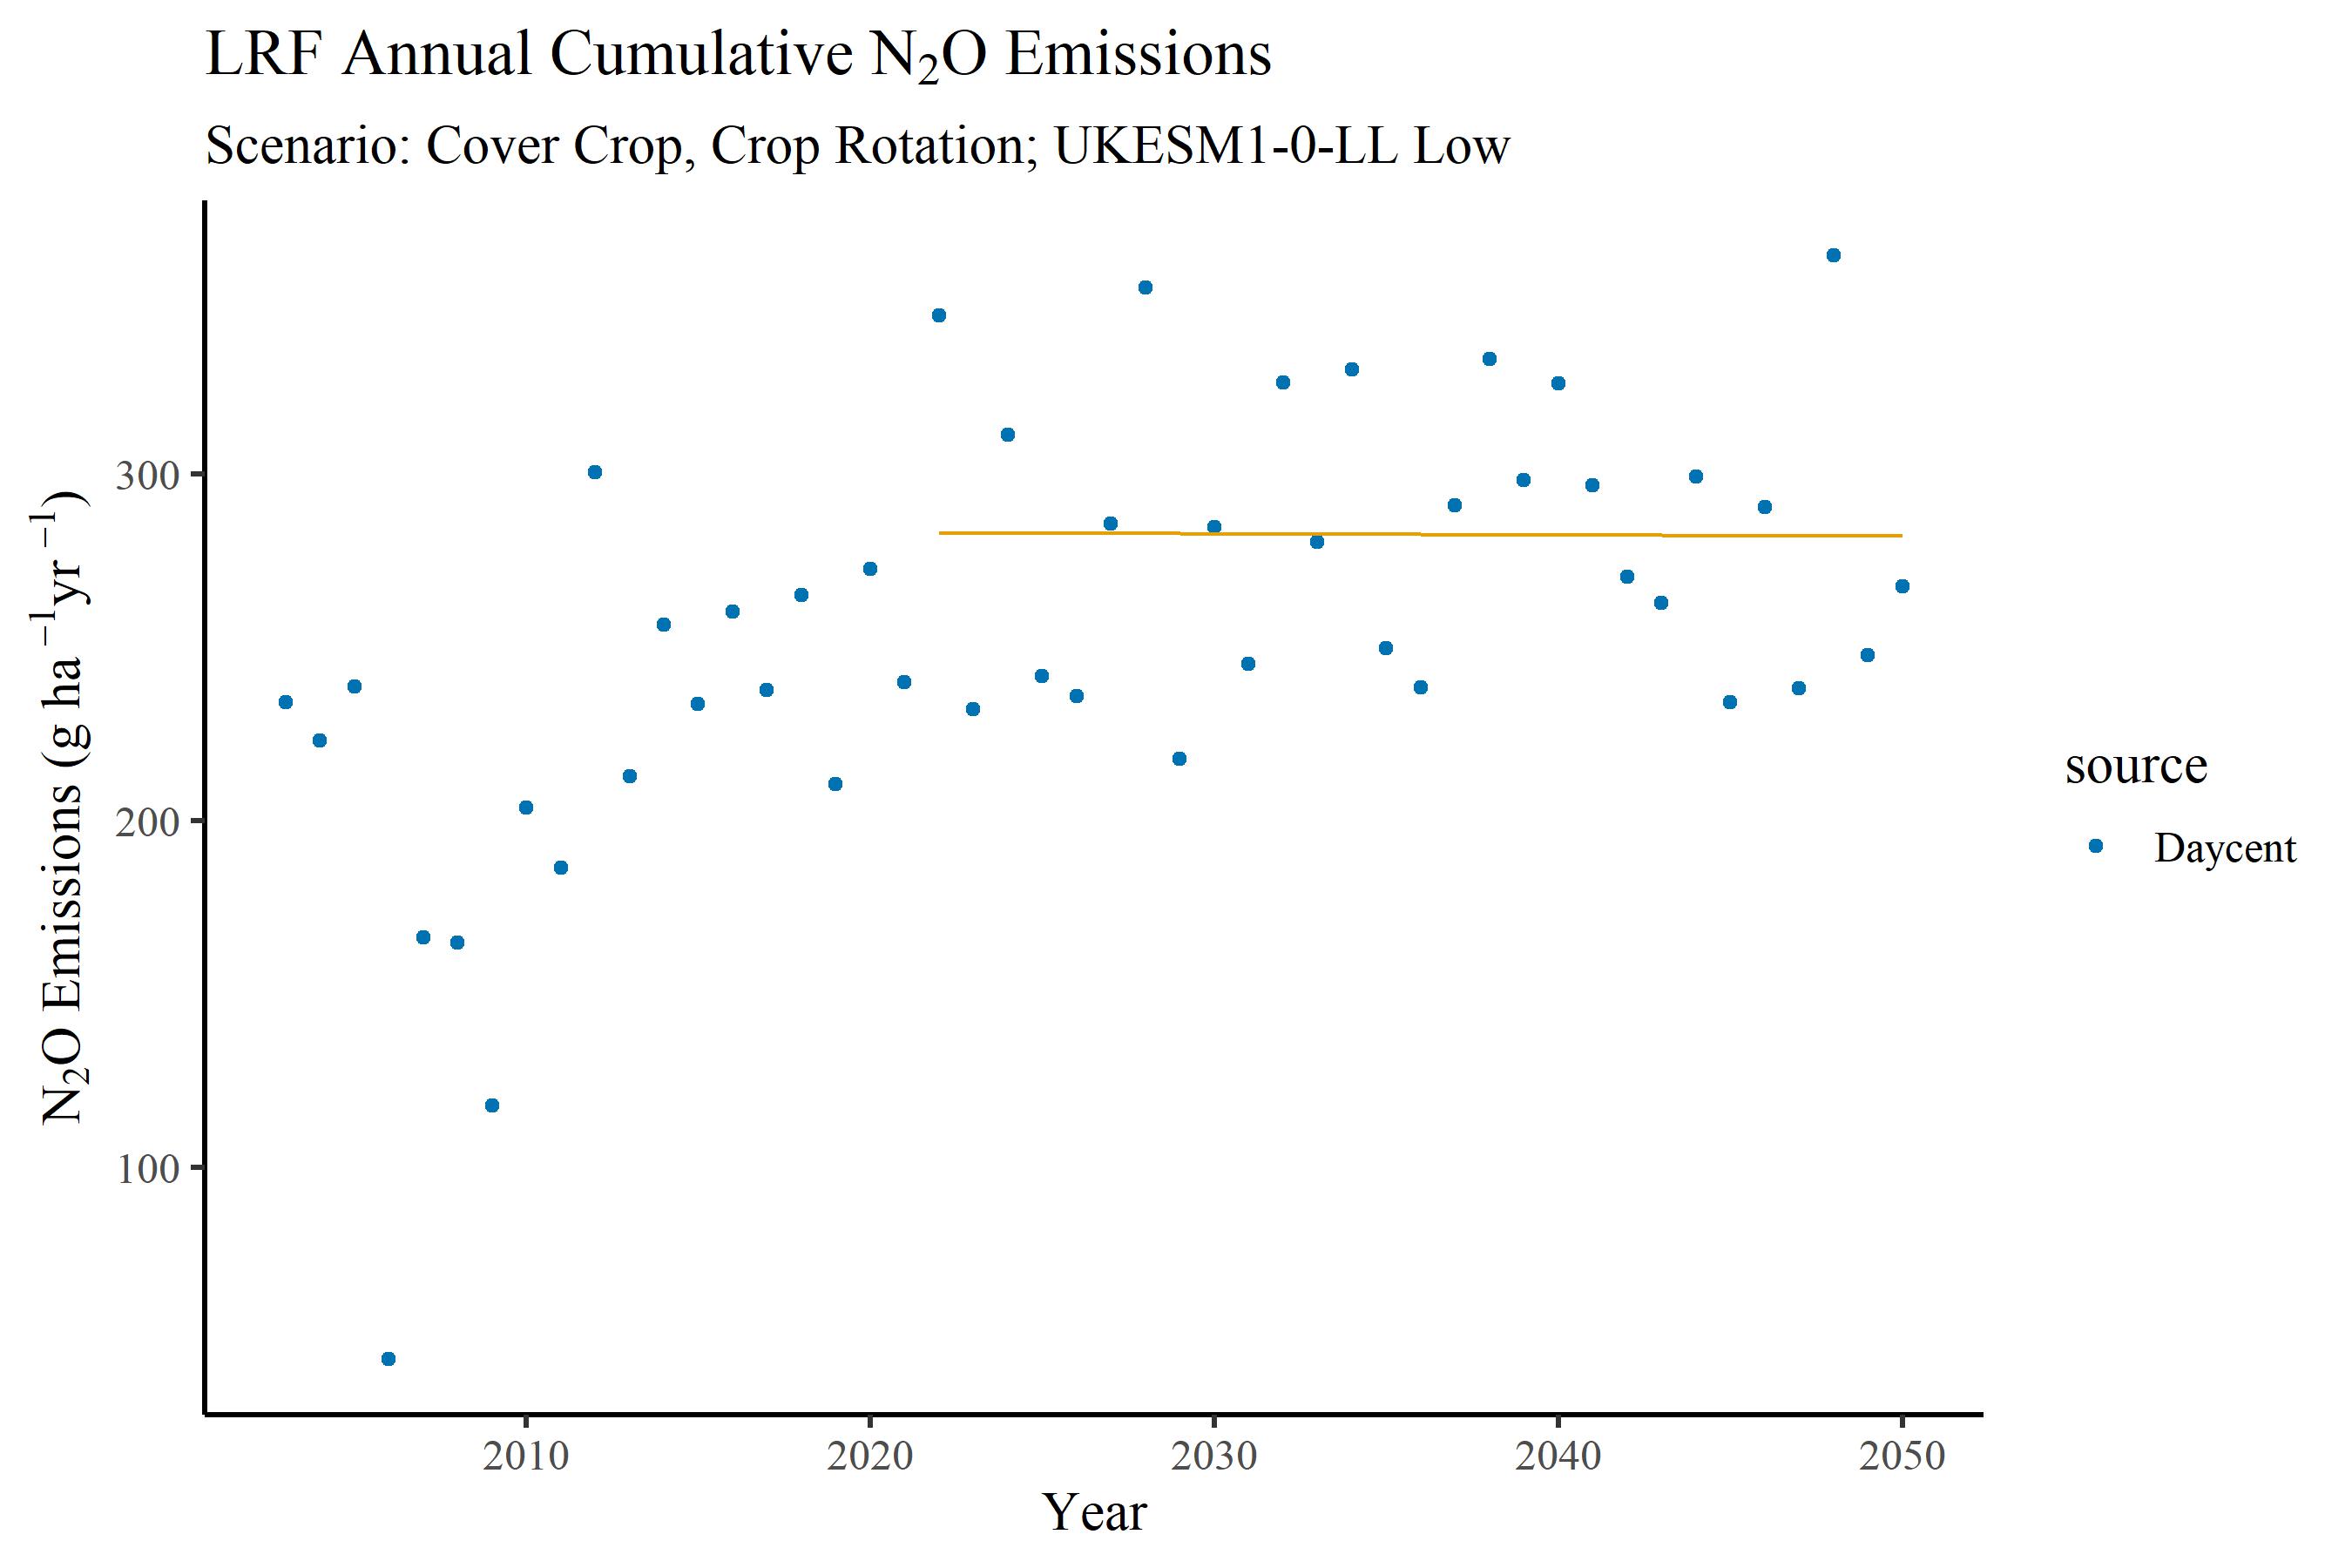 LRF Annual Cumulative N₂O Emissions
Scenario: Cover Crop, Crop Rotation; UKESM1-0-LL Low
N₂O Emissions (g ha⁻¹yr⁻¹)
300
200
100
2010 2020 2030 2040 2050
Year
source
Daycent